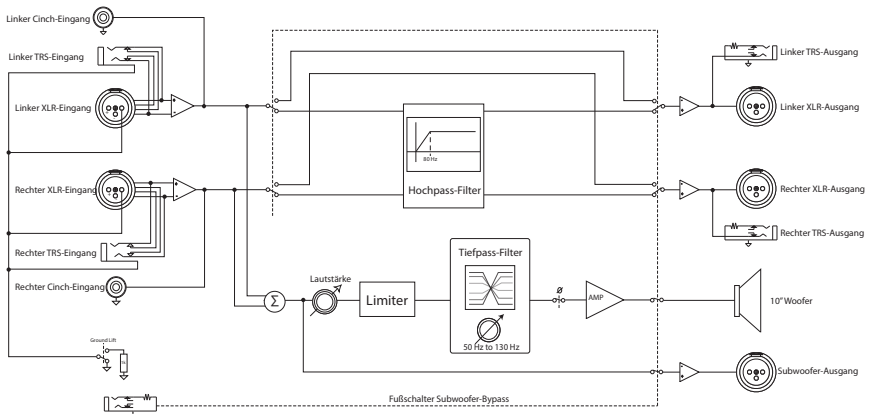 Linker Cinch-Eingang
Linker TRS-Eingang
Linker XLR-Eingang
Rechter XLR-Eingang
Rechter TRS-Eingang
Rechter Cinch-Eingang
Ground Lift
80 Hz
Hochpass-Filter
Linker TRS-Ausgang
Linker XLR-Ausgang
Rechter XLR-Ausgang
Rechter TRS-Ausgang
Σ
Lautstärke
Limiter
Tiefpass-Filter
50 Hz to 130 Hz
ø
AMP
10" Woofer
Subwoofer-Ausgang
Fußschalter Subwoofer-Bypass